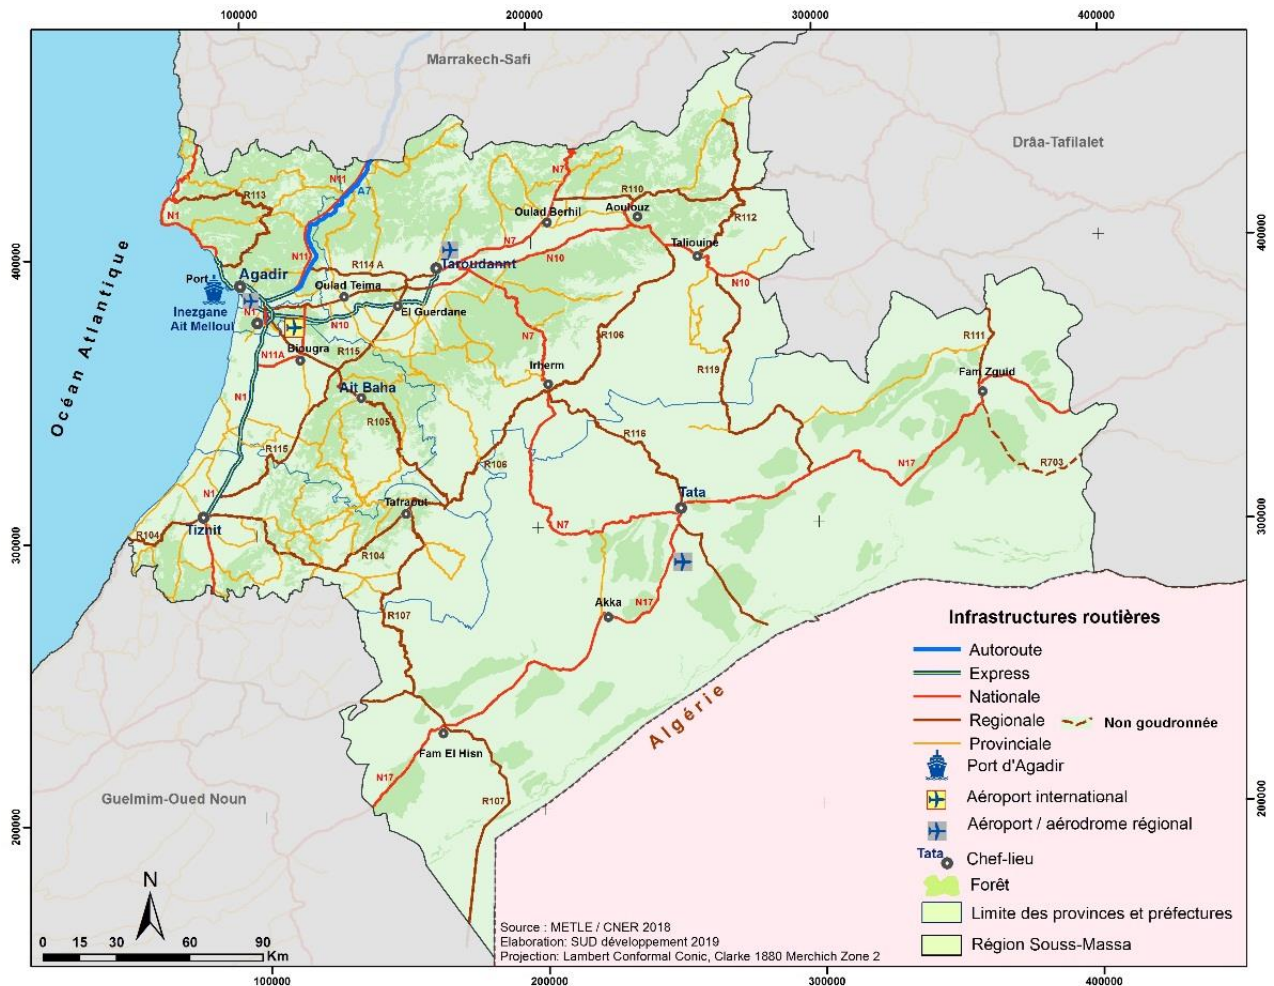 100000
200000
300000
400000
Marrakech-Safi
Drâa-Tafilalet
N11
A7
N7
R113
R110
N1
Oulad Berhil
Aoulouz
R112
400000
400000
N7
Taliouine
N11
N10
Océan Atlantique
R114 A
Taroudannt
Port
Agadir
N10
Oulad Teima
Inezgane
Ait Melloul
N1
El Guerdane
N10
N7
R106
R111
Biougra
R115
N11A
Irherm
R119
Fam Zguid
Ait Baha
N1
R105
R116
R115
R106
N17
R703
N1
Tata
Tafraout
Tiznit
R104
N7
300000
300000
R104
Akka
N17
R107
Algérie
Fam El Hisn
N17
R107
Guelmim-Oued Noun
200000
200000
Infrastructures routières
Autoroute
Express
Nationale
Regionale
Non goudronnée
Provinciale
Port d'Agadir
Aéroport international
Aéroport / aérodrome régional
Tata
Chef-lieu
Forêt
Limite des provinces et préfectures
Région Souss-Massa
N
0 15 30 60 90
Km
Source : METLE / CNER 2018
Elaboration: SUD développement 2019
Projection: Lambert Conformal Conic, Clarke 1880 Merchich Zone 2
100000
200000
300000
400000